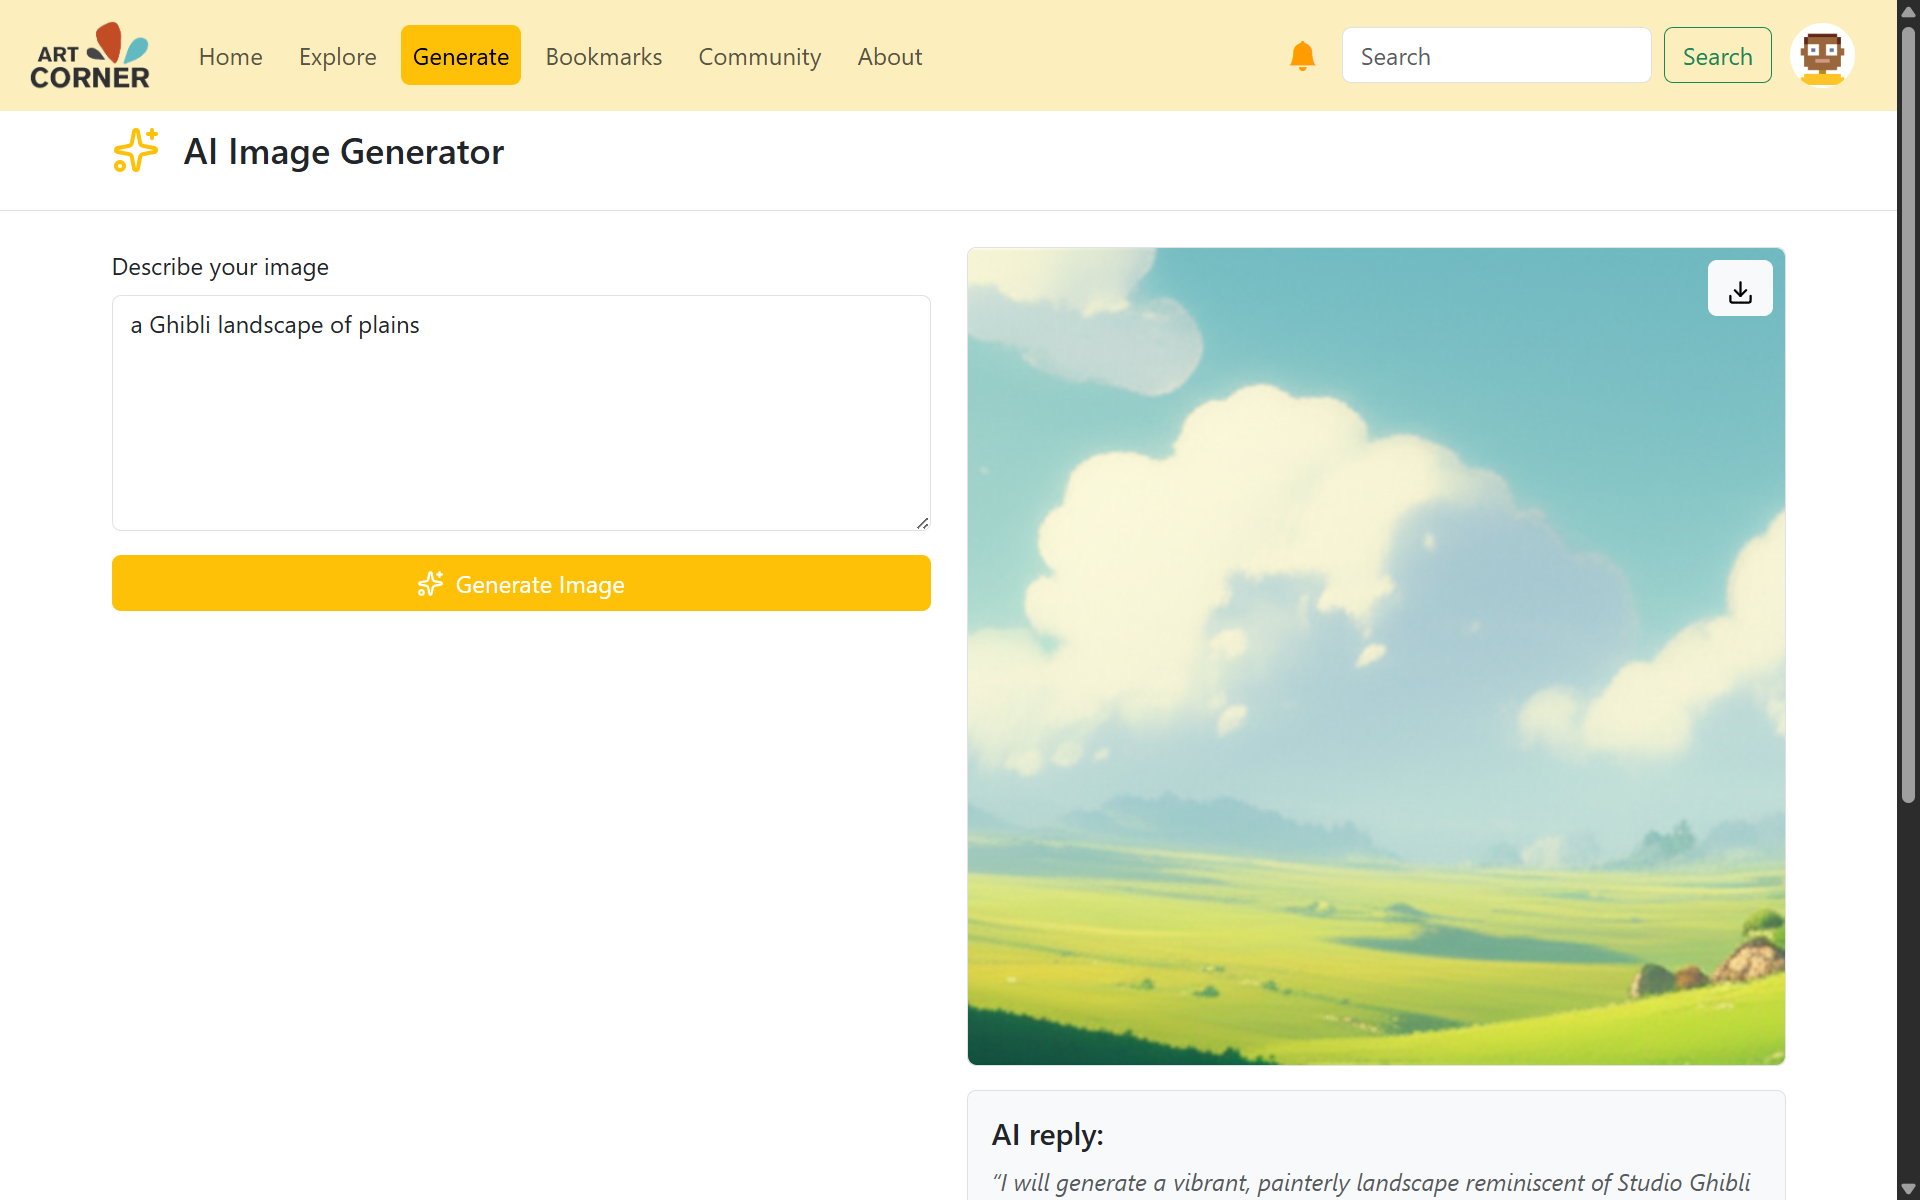 ART
CORNER
Home
Explore
Generate
Bookmarks
Community
About
Search
Search
AI Image Generator
Describe your image
a Ghibli landscape of plains
Generate Image
AI reply:
“I will generate a vibrant, painterly landscape reminiscent of Studio Ghibli